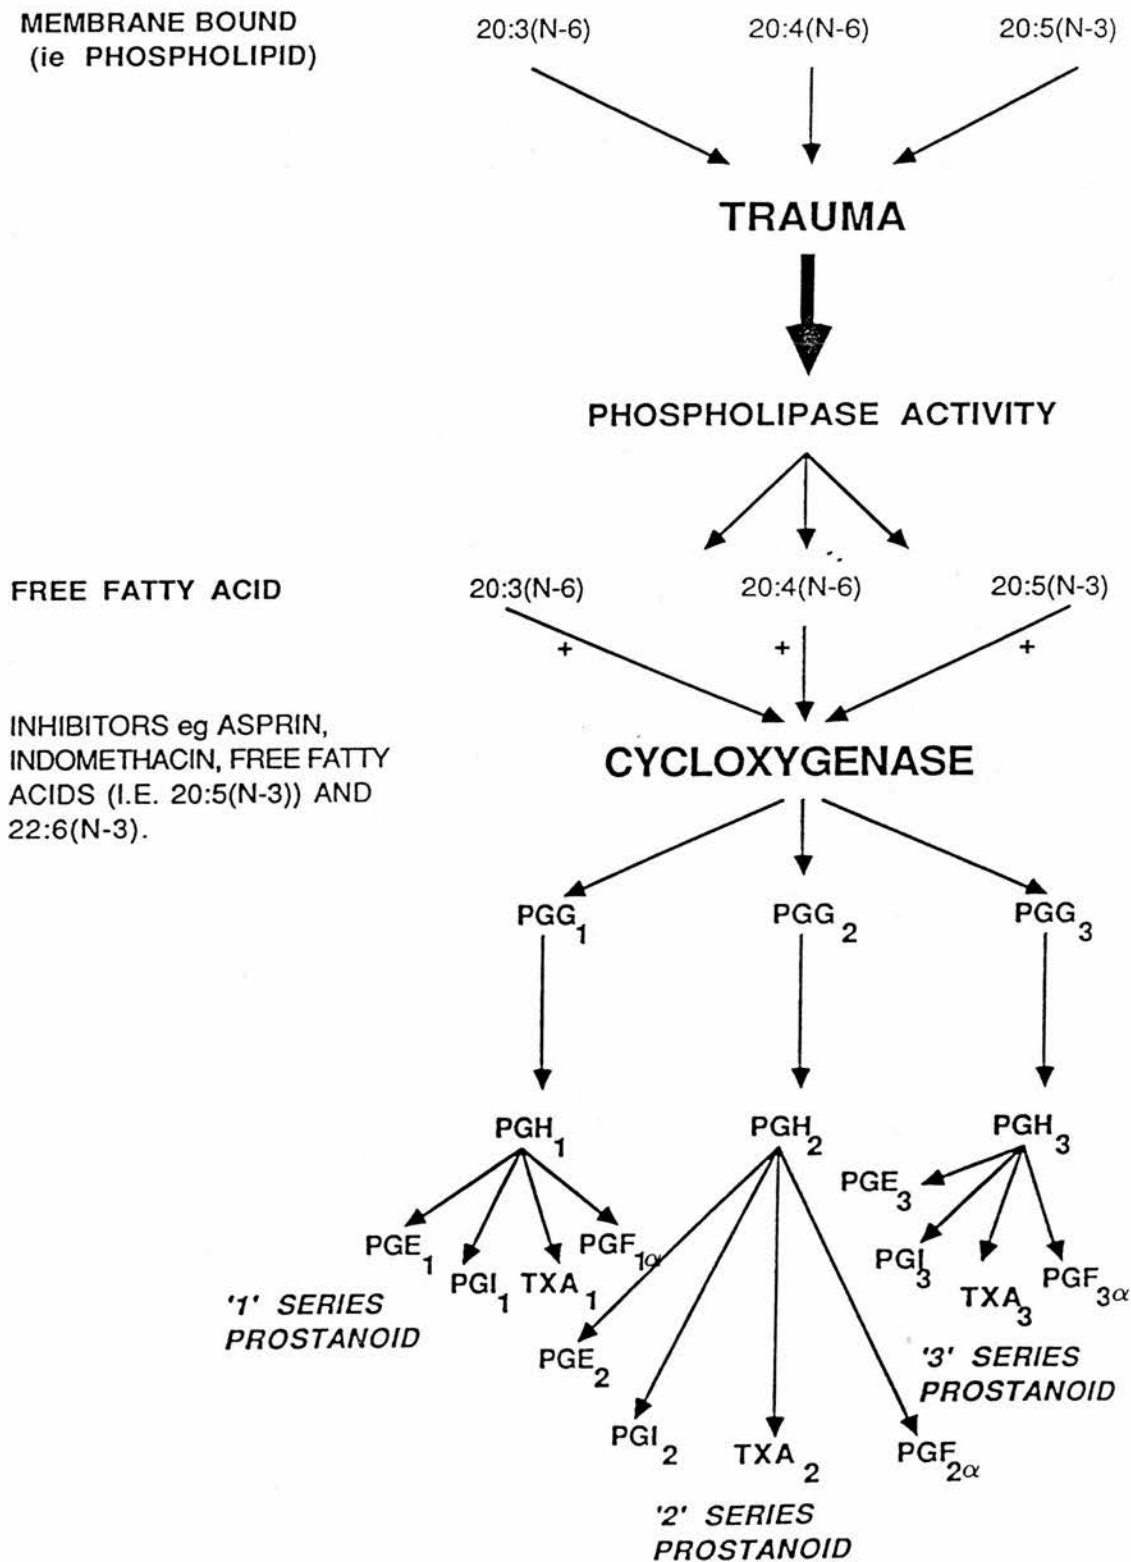 MEMBRANE BOUND
(ie PHOSPHOLIPID)
20:3(N-6) 20:4(N-6) 20:5(N-3)
TRAUMA
PHOSPHOLIPASE ACTIVITY
FREE FATTY ACID
20:3(N-6) 20:4(N-6) 20:5(N-3)
+ + +
INHIBITORS eg ASPRIN,
INDOMETHACIN, FREE FATTY
ACIDS (I.E. 20:5(N-3)) AND
22:6(N-3).
CYCLOXYGENASE
PGG1 PGG2 PGG3
PGH1 PGH2 PGH3
PGE1 PGI1 TXA1 PGF1α
'1' SERIES
PROSTANOID
PGE2 PGI2 TXA2 PGF2α
'2' SERIES
PROSTANOID
PGE3 PGI3 TXA3 PGF3α
'3' SERIES
PROSTANOID